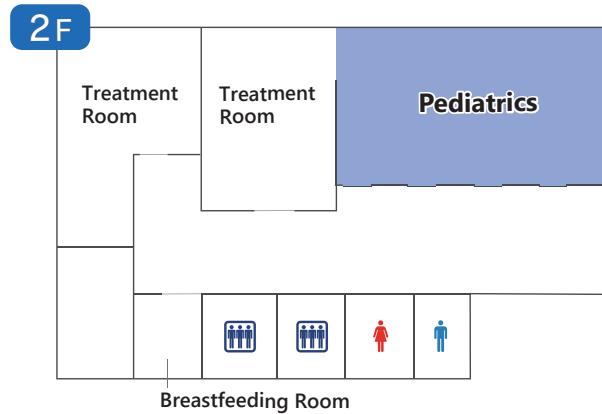 2F
Treatment
Room
Treatment
Room
Pediatrics
Breastfeeding Room